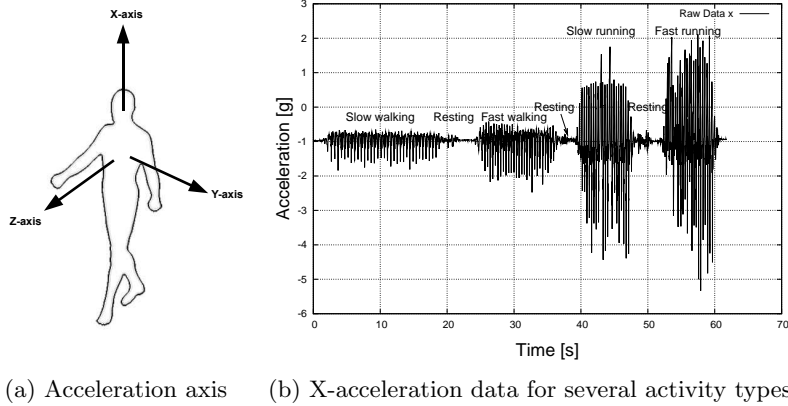 X-axis
Y-axis
Z-axis
(a) Acceleration axis
Raw Data x
Slow running
Fast running
Resting
Resting
Slow walking
Resting
Fast walking
Acceleration [g]
3
2
1
0
-1
-2
-3
-4
-5
-6
0
10
20
30
40
50
60
70
Time [s]
(b) X-acceleration data for several activity types